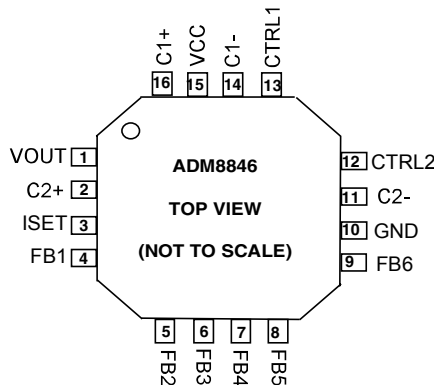 C1+
VCC
C1-
CTRL1
16
15
14
13
VOUT 1
C2+ 2
ISET 3
FB1 4
ADM8846
TOP VIEW
(NOT TO SCALE)
12 CTRL2
11 C2-
10 GND
9 FB6
5
6
7
8
FB2
FB3
FB4
FB5